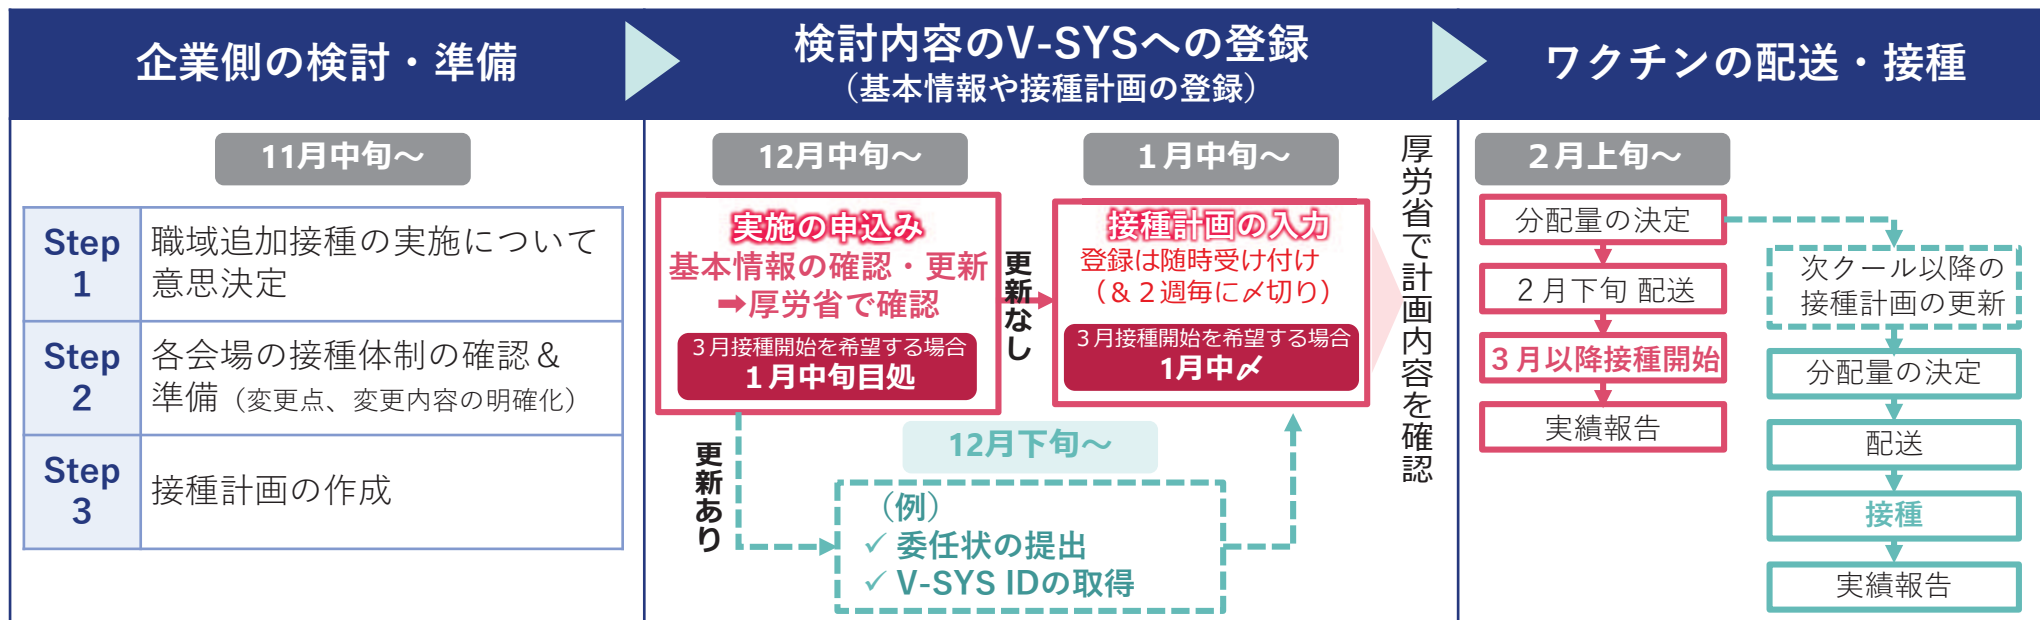 企業側の検討・準備
検討内容のV-SYSへの登録
（基本情報や接種計画の登録）
ワクチンの配送・接種
11月中旬～
Step 1
職域追加接種の実施について
意思決定
Step 2
各会場の接種体制の確認＆
準備（変更点、変更内容の明確化）
Step 3
接種計画の作成
12月中旬～
実施の申込み
基本情報の確認・更新
➡厚労省で確認
３月接種開始を希望する場合
１月中旬目処
更新なし
更新あり
12月下旬～
（例）
✓ 委任状の提出
✓ V-SYS IDの取得
１月中旬～
接種計画の入力
登録は随時受け付け
（＆２週毎に〆切り）
３月接種開始を希望する場合
1月中〆
厚労省で計画内容を確認
２月上旬～
分配量の決定
２月下旬 配送
３月以降接種開始
実績報告
次クール以降の
接種計画の更新
分配量の決定
配送
接種
実績報告